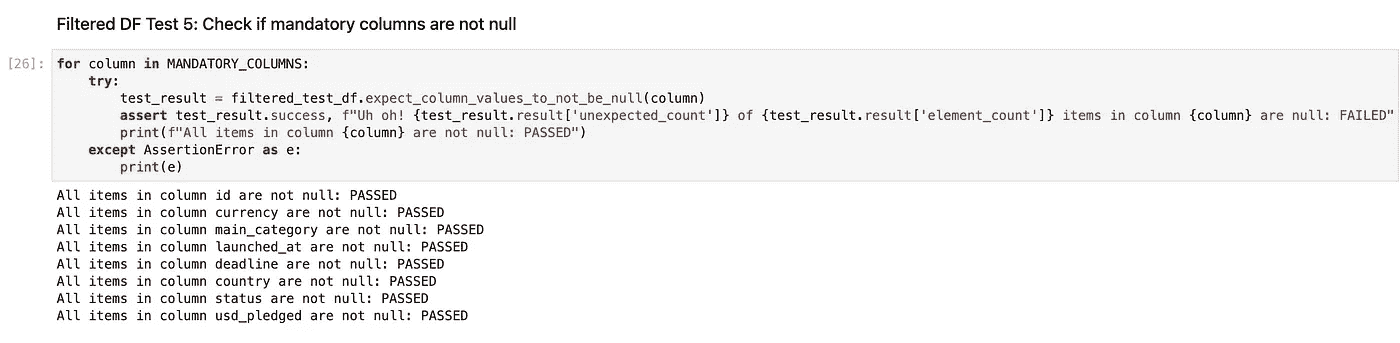 Filtered DF Test 5: Check if mandatory columns are not null
[26]: for column in MANDATORY_COLUMNS:
    try:
        test_result = filtered_test_df.expect_column_values_to_not_be_null(column)
        assert test_result.success, f"Uh oh! {test_result.result['unexpected_count']} of {test_result.result['element_count']} items in column {column} are null: FAILED"
        print(f"All items in column {column} are not null: PASSED")
    except AssertionError as e:
        print(e)
All items in column id are not null: PASSED
All items in column currency are not null: PASSED
All items in column main_category are not null: PASSED
All items in column launched_at are not null: PASSED
All items in column deadline are not null: PASSED
All items in column country are not null: PASSED
All items in column status are not null: PASSED
All items in column usd_pledged are not null: PASSED